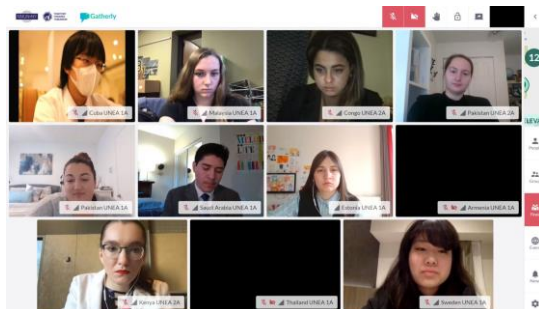 Gatherly
Cuba UNEA 1A
Malaysia UNEA 1A
Congo UNEA 2A
Pakistan UNEA 2A
12
Pakistan UNEA 1A
Saudi Arabia UNEA 1A
Estonia UNEA 1A
Armenia UNEA 1A
Kenya UNEA 2A
Thailand UNEA 1A
Sweden UNEA 1A